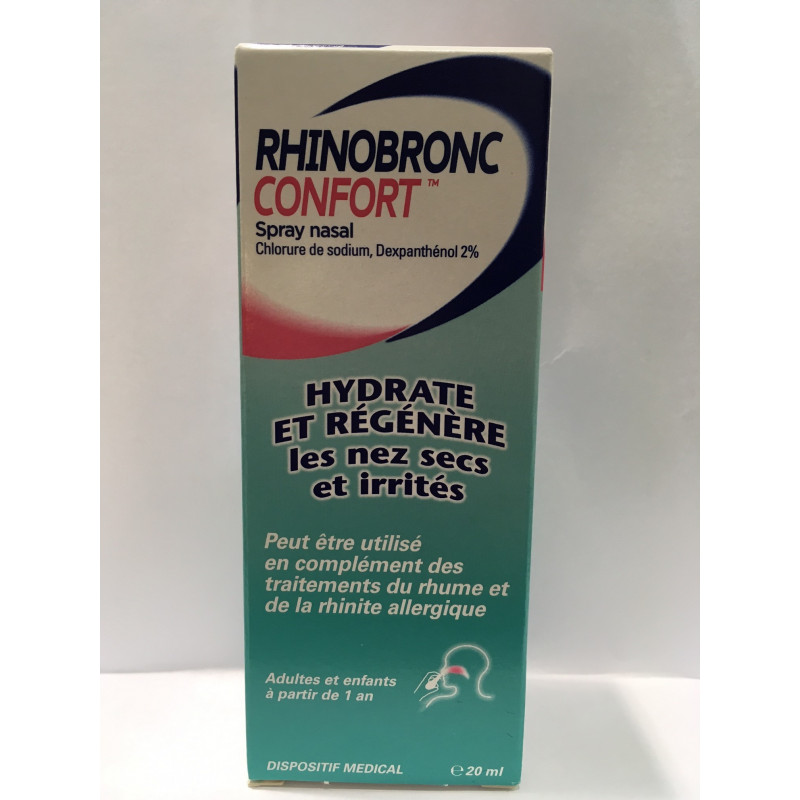 RHINOBRONC
CONFORT™
Spray nasal
Chlorure de sodium, Dexpanthénol 2%
HYDRATE
ET RÉGÉNÈRE
les nez secs
et irrités
Peut être utilisé
en complément des
traitements du rhume et
de la rhinite allergique
Adultes et enfants
à partir de 1 an
DISPOSITIF MEDICAL
℮ 20 ml